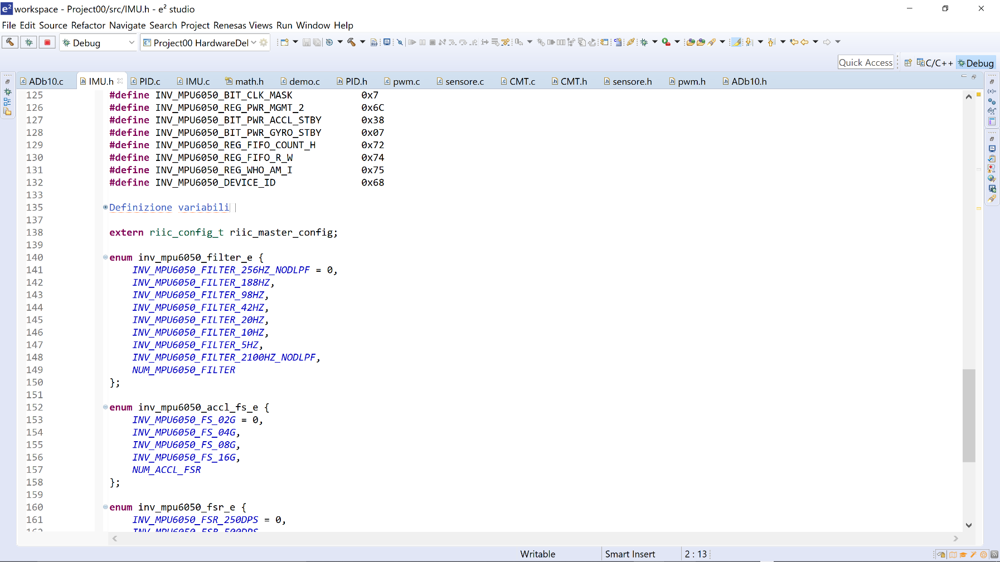 workspace - Project00/src/IMU.h - e² studio
File Edit Source Refactor Navigate Search Project Renesas Views Run Window Help
Debug Project00 HardwareDel
Quick Access C/C++ Debug
ADb10.c IMU.h PID.c IMU.c math.h demo.c PID.h pwm.c sensore.c CMT.c CMT.h sensore.h pwm.h ADb10.h
125 #define INV_MPU6050_BIT_CLK_MASK 0x7
126 #define INV_MPU6050_REG_PWR_MGMT_2 0x6C
127 #define INV_MPU6050_BIT_PWR_ACCL_STBY 0x38
128 #define INV_MPU6050_BIT_PWR_GYRO_STBY 0x07
129 #define INV_MPU6050_REG_FIFO_COUNT_H 0x72
130 #define INV_MPU6050_REG_FIFO_R_W 0x74
131 #define INV_MPU6050_REG_WHO_AM_I 0x75
132 #define INV_MPU6050_DEVICE_ID 0x68
133
135 Definizione variabili
137
138 extern riic_config_t riic_master_config;
139
140 enum inv_mpu6050_filter_e {
141 INV_MPU6050_FILTER_256HZ_NODLPF = 0,
142 INV_MPU6050_FILTER_188HZ,
143 INV_MPU6050_FILTER_98HZ,
144 INV_MPU6050_FILTER_42HZ,
145 INV_MPU6050_FILTER_20HZ,
146 INV_MPU6050_FILTER_10HZ,
147 INV_MPU6050_FILTER_5HZ,
148 INV_MPU6050_FILTER_2100HZ_NODLPF,
149 NUM_MPU6050_FILTER
150 };
151
152 enum inv_mpu6050_accl_fs_e {
153 INV_MPU6050_FS_02G = 0,
154 INV_MPU6050_FS_04G,
155 INV_MPU6050_FS_08G,
156 INV_MPU6050_FS_16G,
157 NUM_ACCL_FSR
158 };
159
160 enum inv_mpu6050_fsr_e {
161 INV_MPU6050_FSR_250DPS = 0,
162 INV_MPU6050_FSR_500DPS
Writable Smart Insert 2 : 13